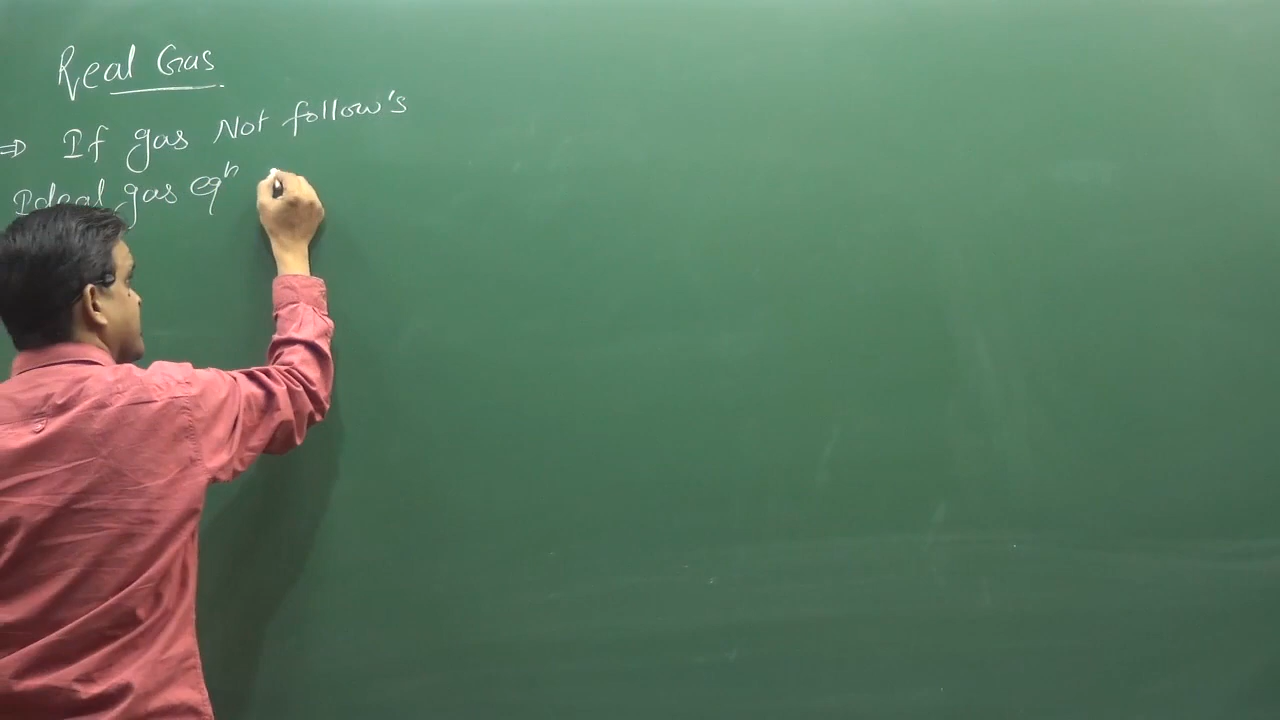 Real Gas
⇒ If gas Not follow's
Ideal gas eqⁿ